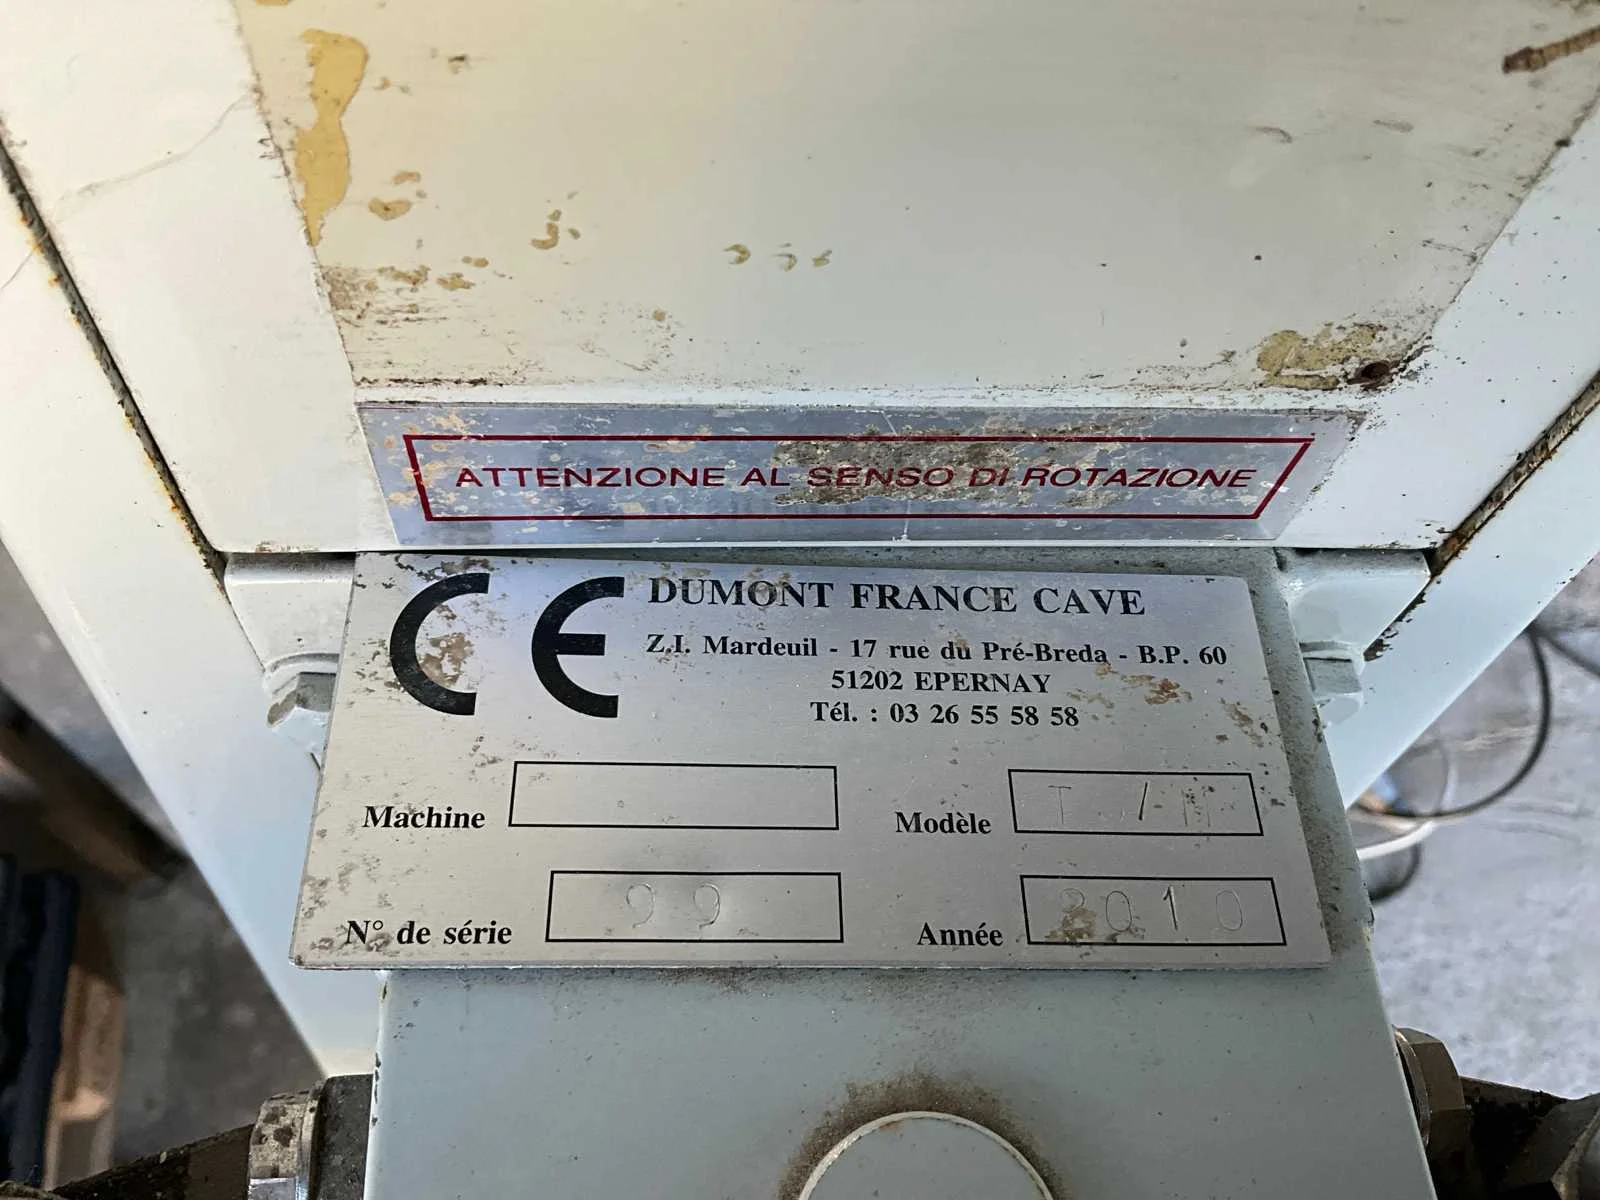 ATTENZIONE AL SENSO DI ROTAZIONE
CE DUMONT FRANCE CAVE
Z.I. Mardeuil - 17 rue du Pré-Breda - B.P. 60
51202 EPERNAY
Tél. : 03 26 55 58 58
Machine
Modèle
N° de série 99
Année 2010